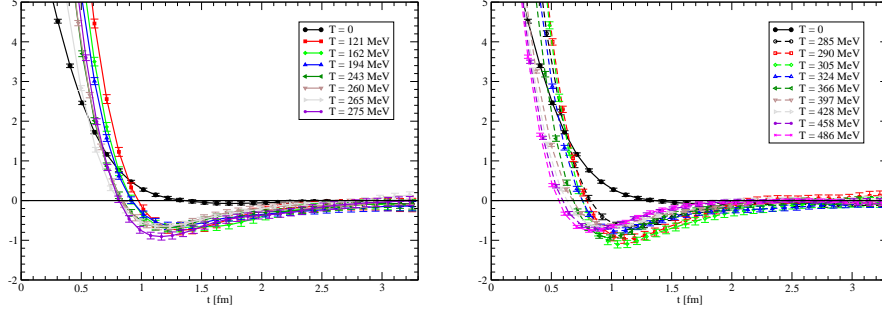 5
4
3
2
1
0
-1
-2
0
0.5
1
1.5
2
2.5
3
t [fm]
T = 0
T = 121 MeV
T = 162 MeV
T = 194 MeV
T = 243 MeV
T = 260 MeV
T = 265 MeV
T = 275 MeV
5
4
3
2
1
0
-1
-2
0
0.5
1
1.5
2
2.5
3
t [fm]
T = 0
T = 285 MeV
T = 290 MeV
T = 305 MeV
T = 324 MeV
T = 366 MeV
T = 397 MeV
T = 428 MeV
T = 458 MeV
T = 486 MeV